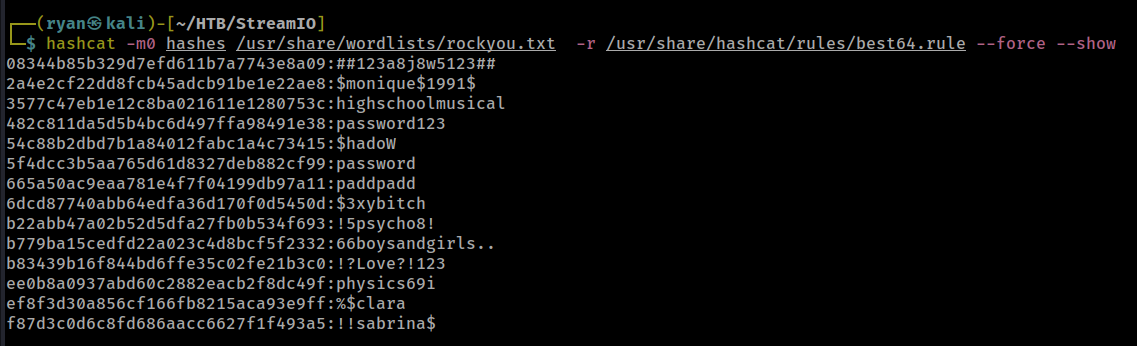 ┌──(ryan㉿kali)-[~/HTB/StreamIO]
└─$ hashcat -m0 hashes /usr/share/wordlists/rockyou.txt  -r /usr/share/hashcat/rules/best64.rule --force --show
08344b85b329d7efd611b7a7743e8a09:##123a8j8w5123##
2a4e2cf22dd8fcb45adcb91be1e22ae8:$monique$1991$
3577c47eb1e12c8ba021611e1280753c:highschoolmusical
482c811da5d5b4bc6d497ffa98491e38:password123
54c88b2dbd7b1a84012fabc1a4c73415:$hadoW
5f4dcc3b5aa765d61d8327deb882cf99:password
665a50ac9eaa781e4f7f04199db97a11:paddpadd
6dcd87740abb64edfa36d170f0d5450d:$3xybitch
b22abb47a02b52d5dfa27fb0b534f693:!5psycho8!
b779ba15cedfd22a023c4d8bcf5f2332:66boysandgirls..
b83439b16f844bd6ffe35c02fe21b3c0:!?Love?!123
ee0b8a0937abd60c2882eacb2f8dc49f:physics69i
ef8f3d30a856cf166fb8215aca93e9ff:%$clara
f87d3c0d6c8fd686aacc6627f1f493a5:!!sabrina$